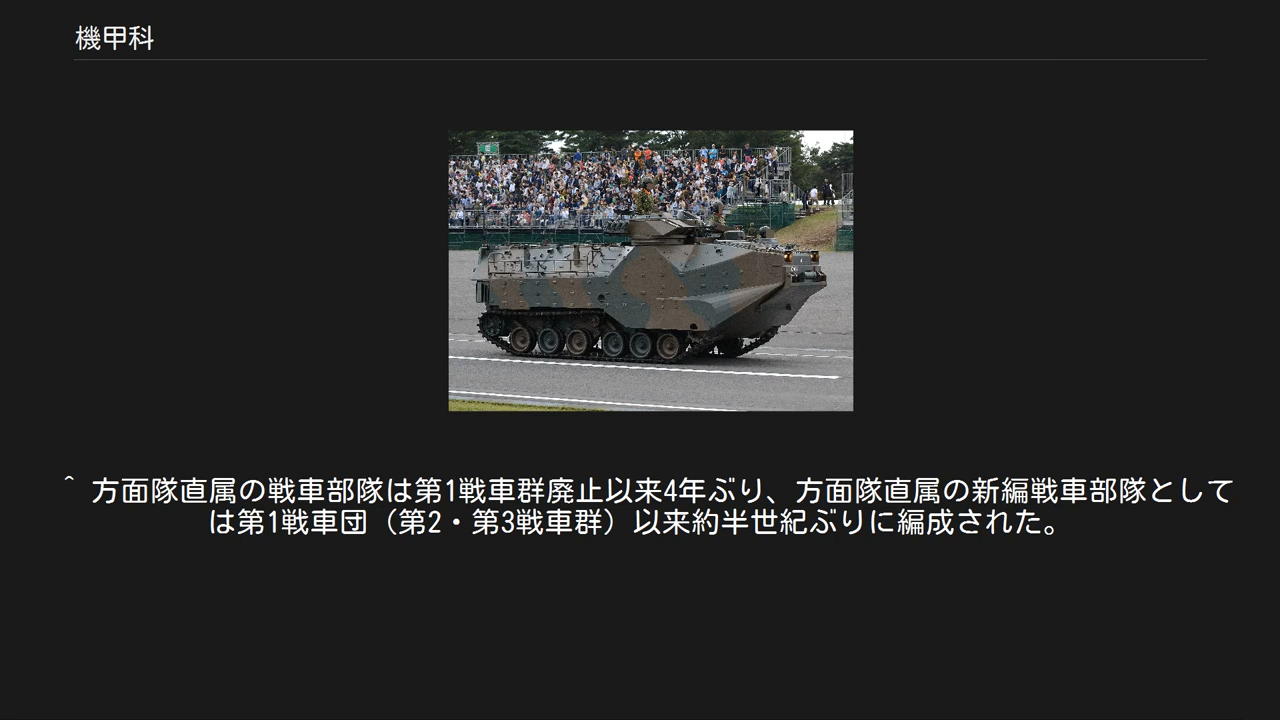 機甲科
^ 方面隊直属の戦車部隊は第1戦車群廃止以来4年ぶり、方面隊直属の新編戦車部隊として
は第1戦車団（第2・第3戦車群）以来約半世紀ぶりに編成された。